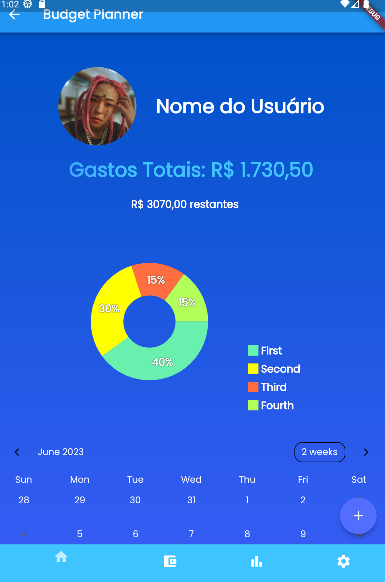 1:02
DEBUG
Budget Planner
Nome do Usuário
Gastos Totais: R$ 1.730,50
R$ 3070,00 restantes
15%
30%
15%
40%
First
Second
Third
Fourth
June 2023
2 weeks
Sun Mon Tue Wed Thu Fri Sat
28 29 30 31 1 2
5 6 7 8 9